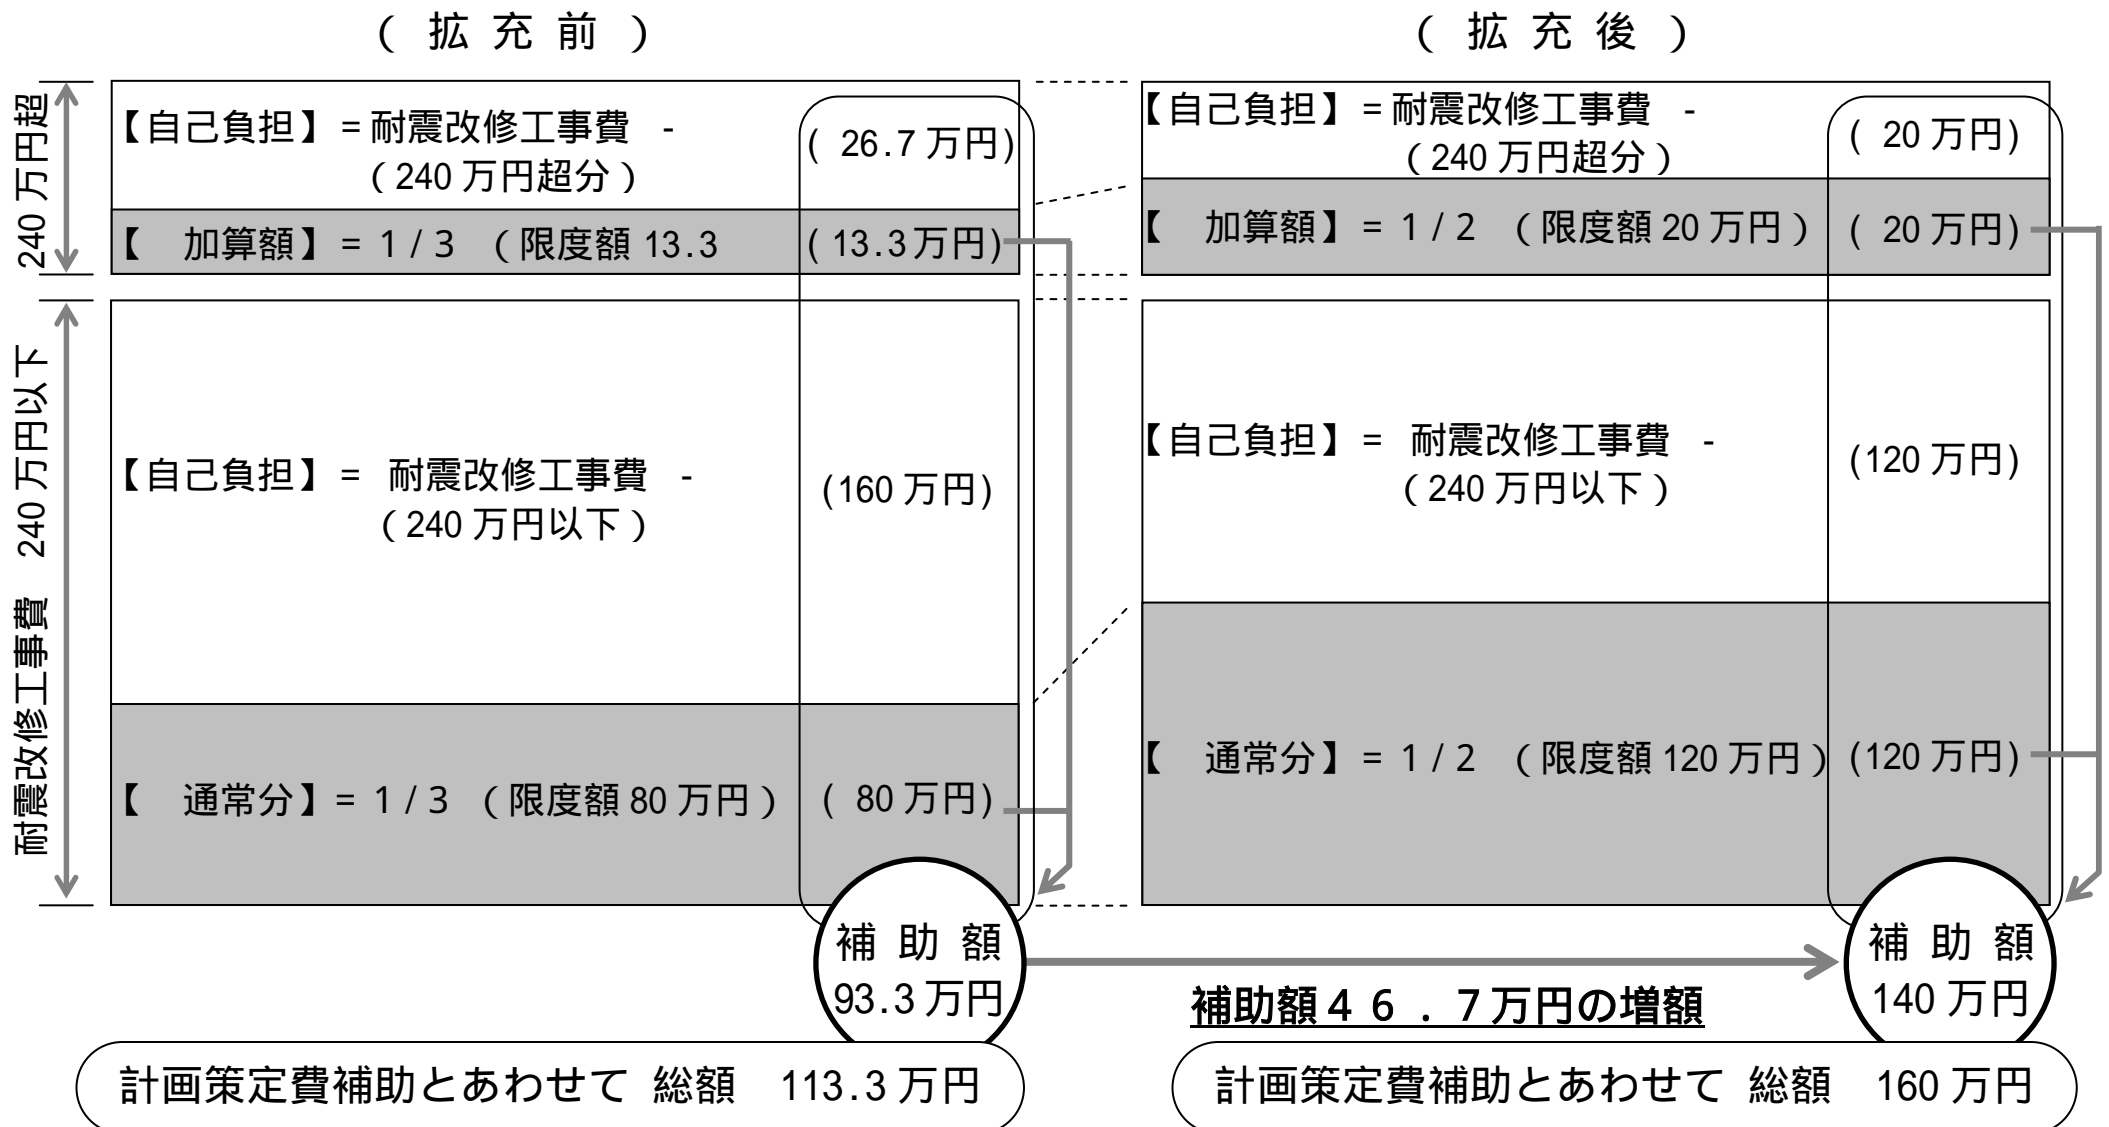 (拡充前)
240万円超
【自己負担】=耐震改修工事費 -
(240万円超分)
( 26.7万円)
【 加算額】= 1/3 (限度額13.3
(13.3万円)
耐震改修工事費 240万円以下
【自己負担】= 耐震改修工事費 -
(240万円以下)
(160万円)
【 通常分】= 1/3 (限度額80万円)
( 80万円)
補助額
93.3万円
計画策定費補助とあわせて 総額 113.3万円
(拡充後)
【自己負担】=耐震改修工事費 -
(240万円超分)
( 20万円)
【 加算額】= 1/2 (限度額20万円)
( 20万円)
【自己負担】= 耐震改修工事費 -
(240万円以下)
(120万円)
【 通常分】= 1/2 (限度額120万円)
(120万円)
補助額46.7万円の増額
補助額
140万円
計画策定費補助とあわせて 総額 160万円